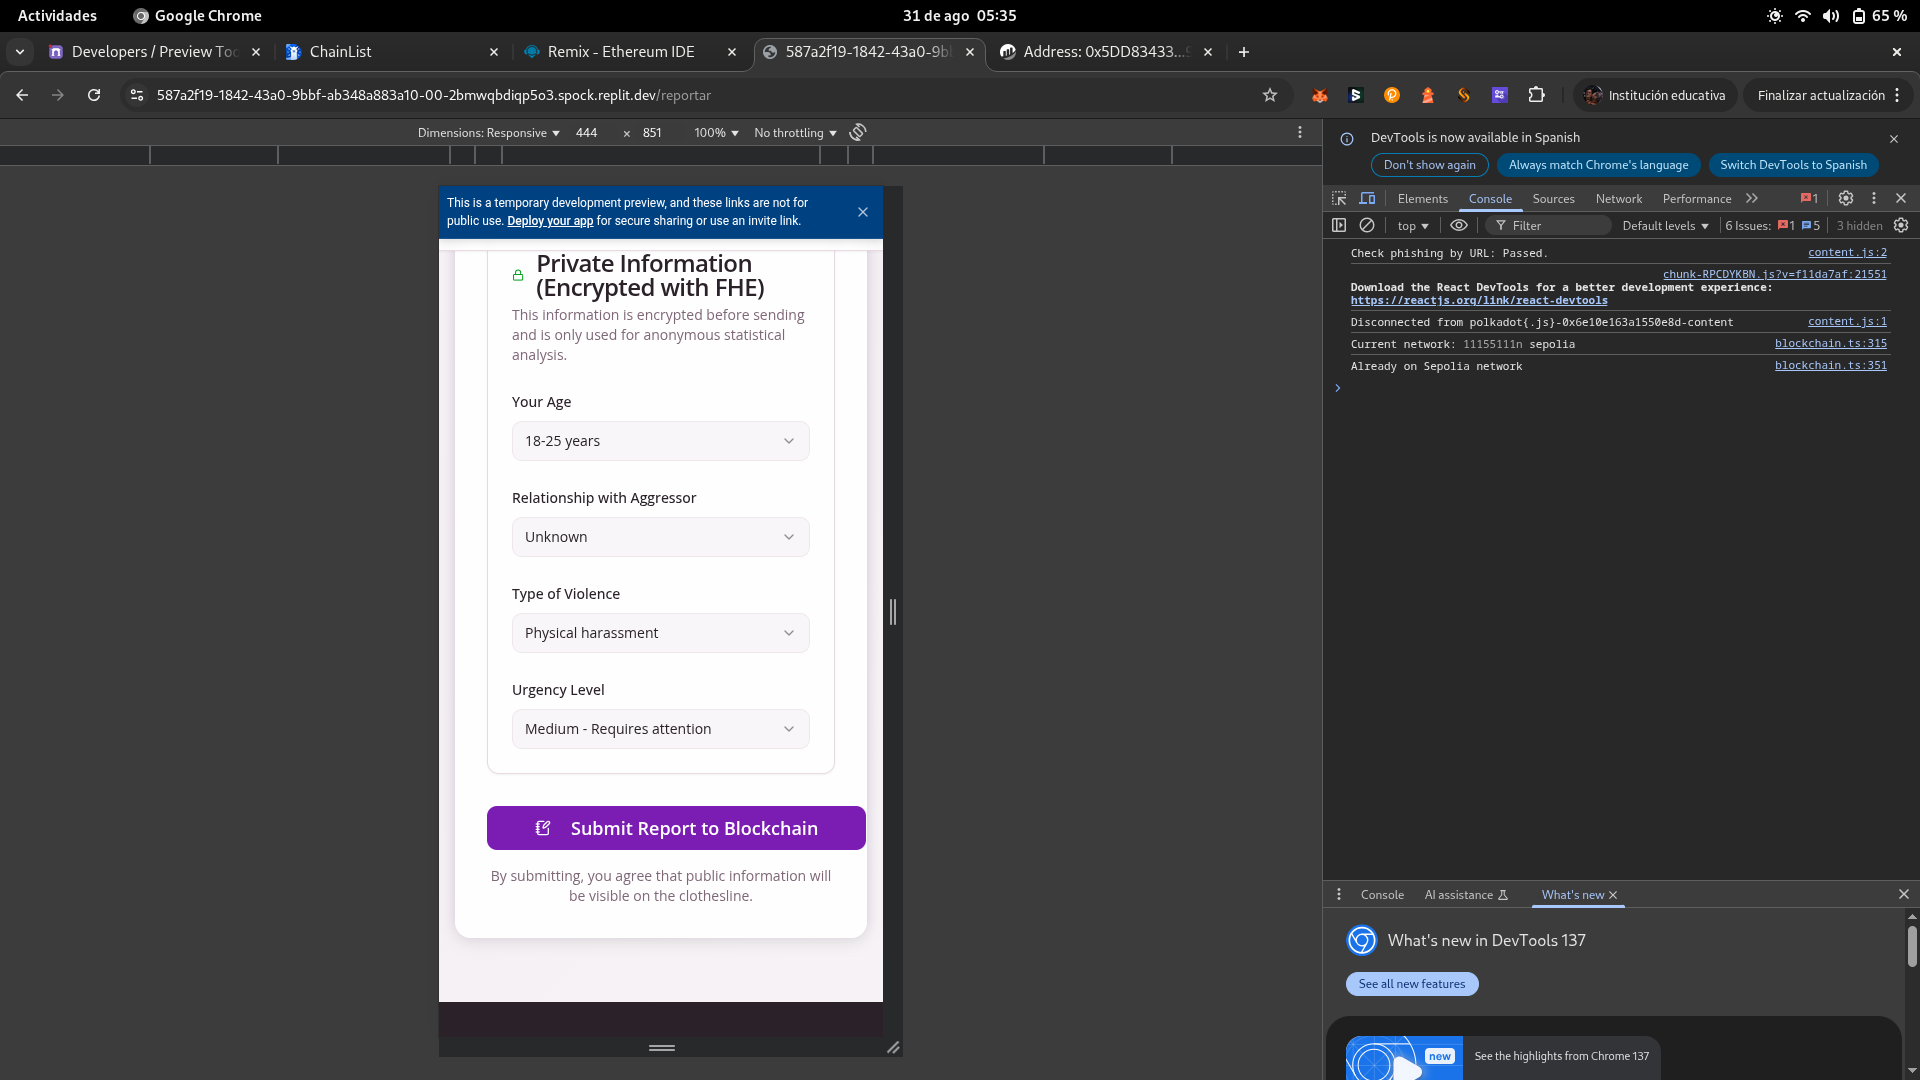 Actividades
Google Chrome
31 de ago 05:35
65 %
Developers / Preview Too
ChainList
Remix - Ethereum IDE
587a2f19-1842-43a0-9bb
Address: 0x5DD83433...
587a2f19-1842-43a0-9bbf-ab348a883a10-00-2bmwqbdiqp5o3.spock.replit.dev/reportar
Institución educativa
Finalizar actualización
Dimensions: Responsive
444 × 851
100%
No throttling
This is a temporary development preview, and these links are not for
public use. Deploy your app for secure sharing or use an invite link.
Private Information
(Encrypted with FHE)
This information is encrypted before sending
and is only used for anonymous statistical
analysis.
Your Age
18-25 years
Relationship with Aggressor
Unknown
Type of Violence
Physical harassment
Urgency Level
Medium - Requires attention
Submit Report to Blockchain
By submitting, you agree that public information will
be visible on the clothesline.
DevTools is now available in Spanish
Don't show again
Always match Chrome's language
Switch DevTools to Spanish
Elements
Console
Sources
Network
Performance
1
top
Filter
Default levels
6 Issues: 1 5
3 hidden
Check phishing by URL: Passed. content.js:2
chunk-RPCDYKBN.js?v=f11da7af:21551
Download the React DevTools for a better development experience:
https://reactjs.org/link/react-devtools
Disconnected from polkadot{.js}-0x6e10e163a1550e8d-content content.js:1
Current network: 11155111n sepolia blockchain.ts:315
Already on Sepolia network blockchain.ts:351
Console
AI assistance
What's new
What's new in DevTools 137
See all new features
new
See the highlights from Chrome 137